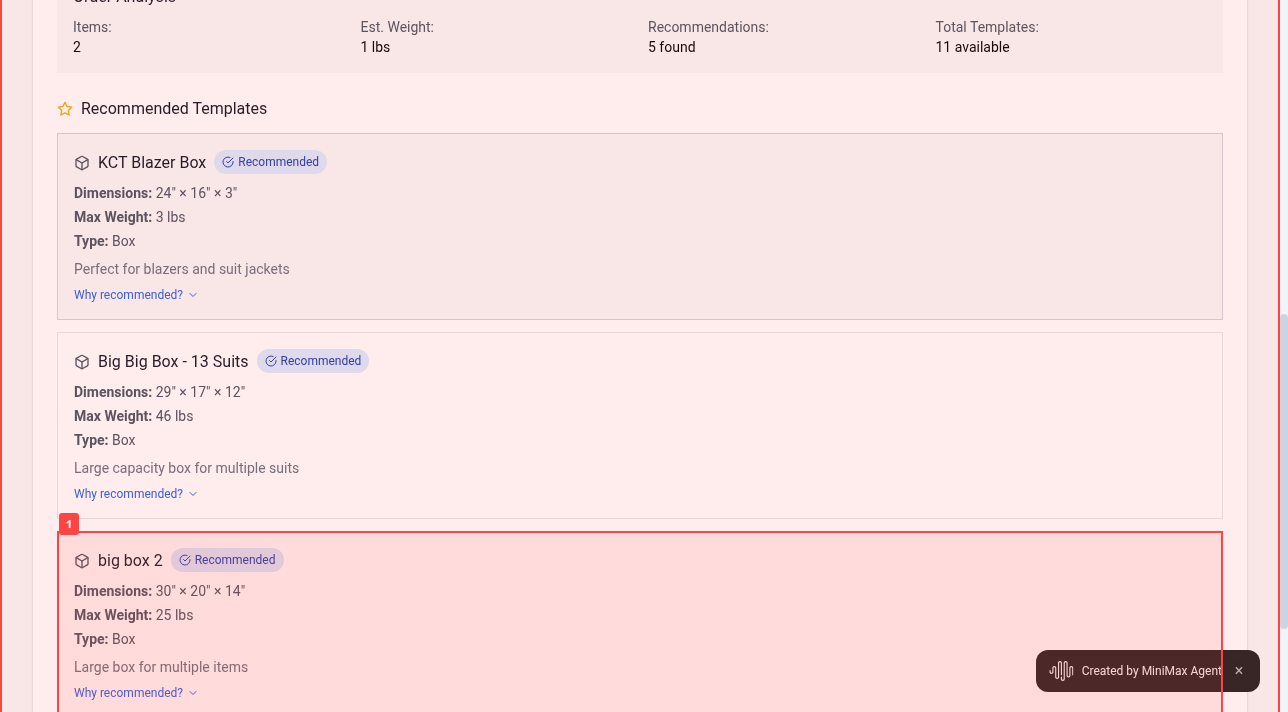 Order Analysis
Items:
2
Est. Weight:
1 lbs
Recommendations:
5 found
Total Templates:
11 available
Recommended Templates
KCT Blazer Box
Recommended
Dimensions: 24" × 16" × 3"
Max Weight: 3 lbs
Type: Box
Perfect for blazers and suit jackets
Why recommended?
Big Big Box - 13 Suits
Recommended
Dimensions: 29" × 17" × 12"
Max Weight: 46 lbs
Type: Box
Large capacity box for multiple suits
Why recommended?
1
big box 2
Recommended
Dimensions: 30" × 20" × 14"
Max Weight: 25 lbs
Type: Box
Large box for multiple items
Why recommended?
Created by MiniMax Agent ×